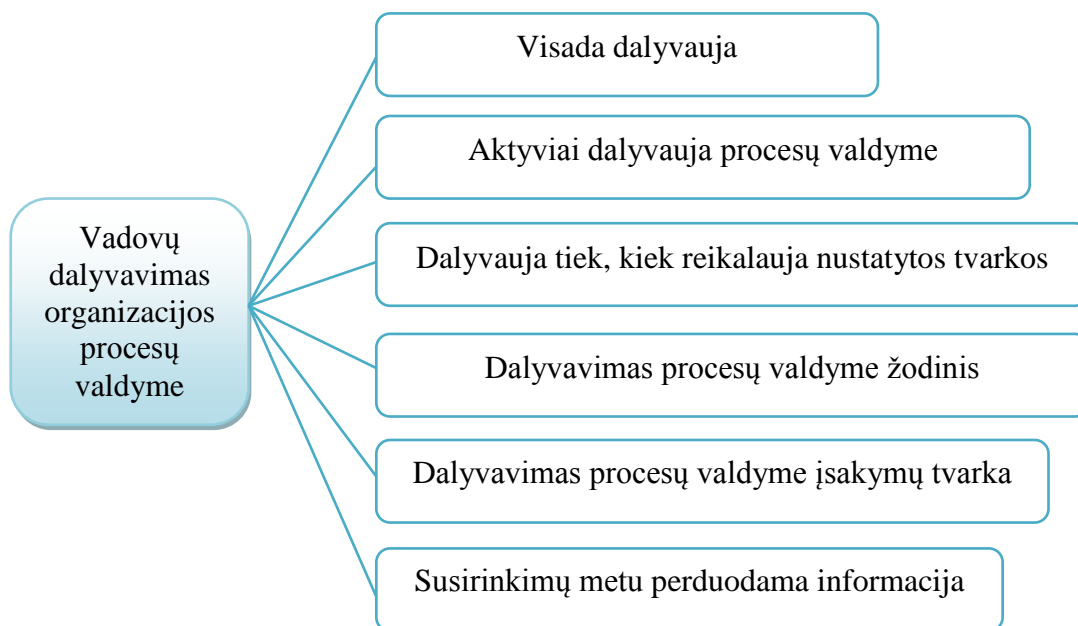 Visada dalyvauja
Aktyviai dalyvauja procesų valdyme
Vadovų
dalyvavimas
organizacijos
procesų
valdyme
Dalyvauja tiek, kiek reikalauja nustatytos tvarkos
Dalyvavimas procesų valdyme žodinis
Dalyvavimas procesų valdyme įsakymų tvarka
Susirinkimų metu perduodama informacija